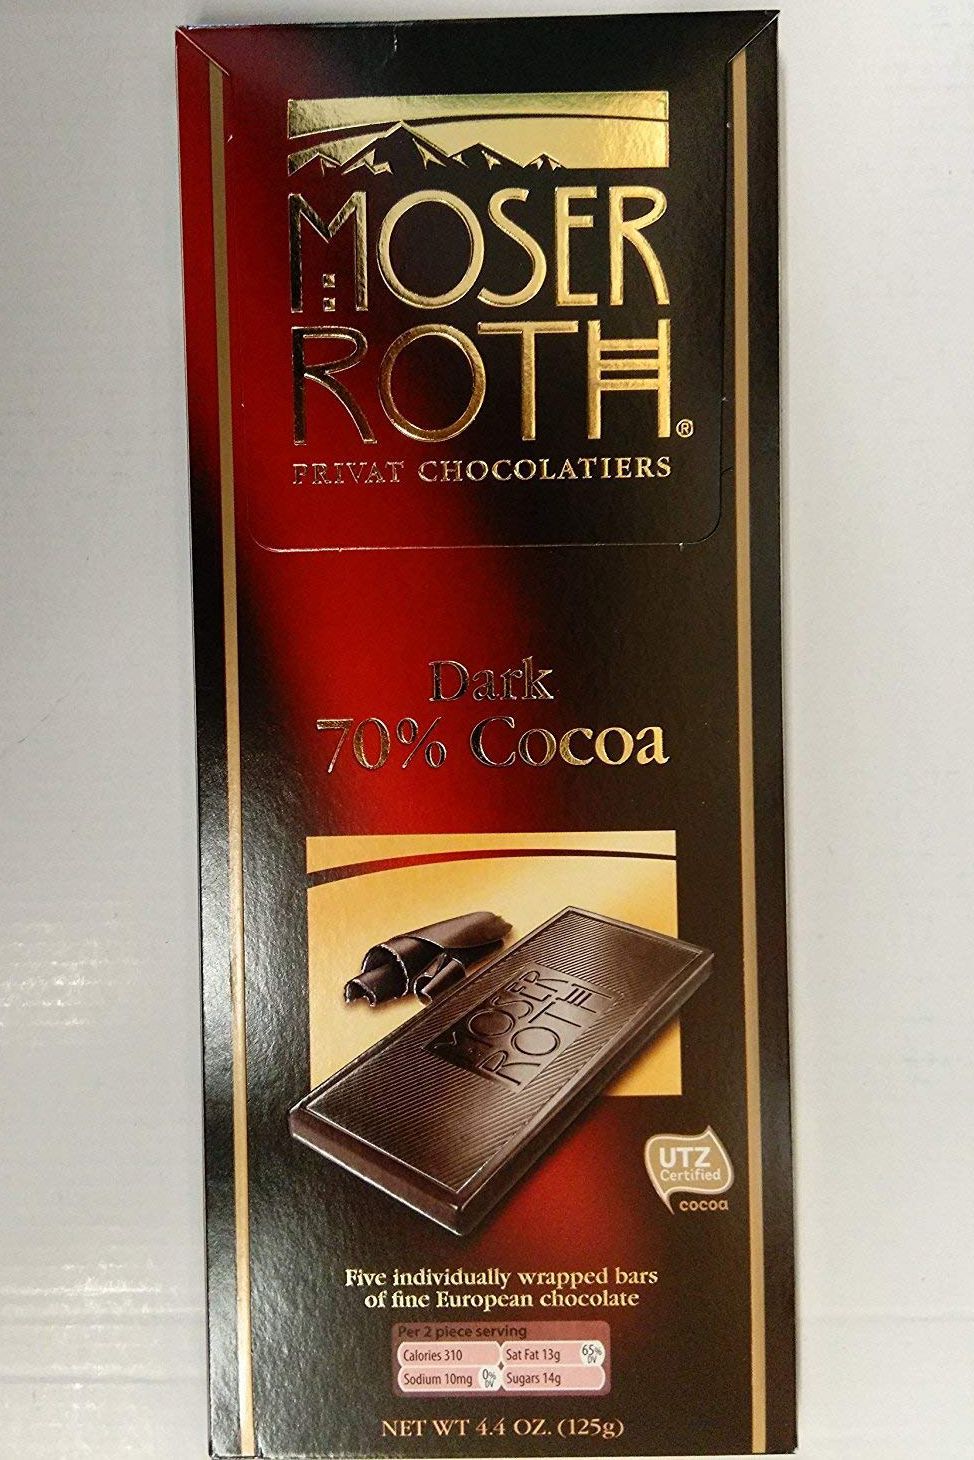 MOSER
ROTH®
PRIVAT CHOCOLATIERS
Dark
70% Cocoa
MOSER
ROTH
UTZ
Certified
cocoa
Five individually wrapped bars
of fine European chocolate
Per 2 piece serving
Calories 310 Sat Fat 13g 65% DV
Sodium 10mg 0% DV Sugars 14g
NET WT 4.4 OZ. (125g)